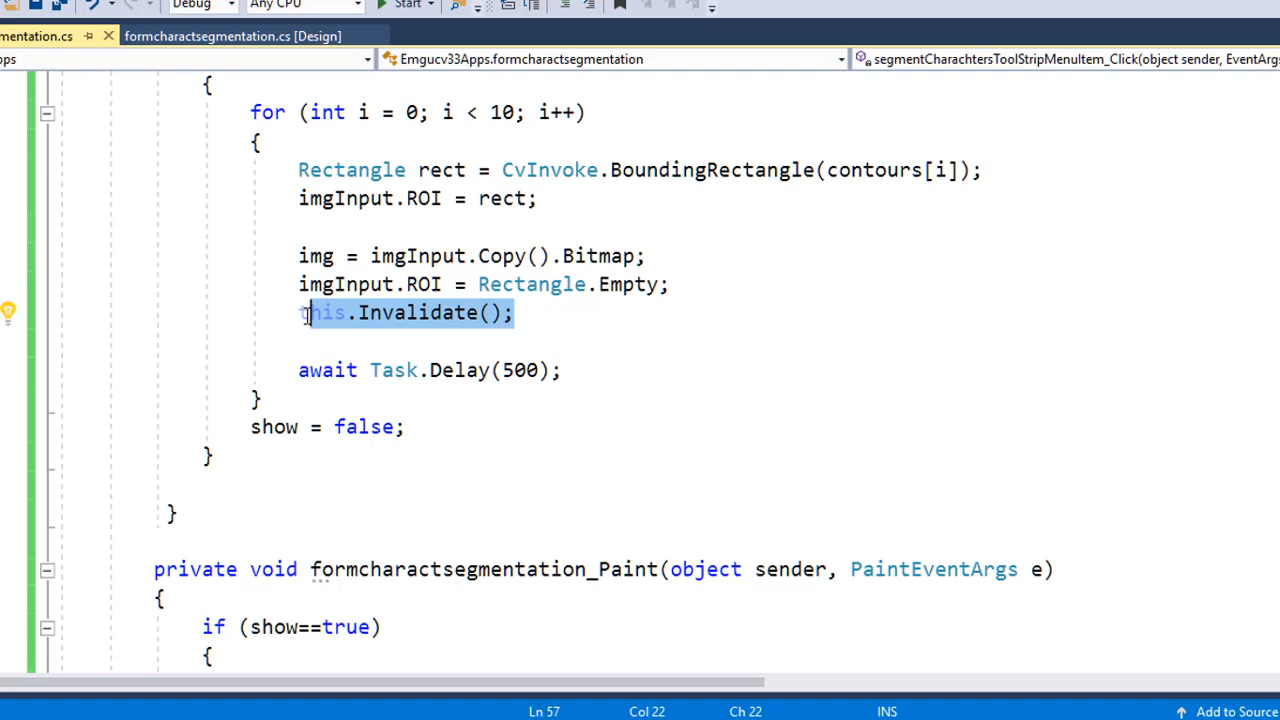 Debug Any CPU Start
mentation.cs formcharactsegmentation.cs [Design]
pps Emgucv33Apps.formcharactsegmentation segmentCharachtersToolStripMenuItem_Click(object sender, EventArgs
{
for (int i = 0; i < 10; i++)
{
Rectangle rect = CvInvoke.BoundingRectangle(contours[i]);
imgInput.ROI = rect;
img = imgInput.Copy().Bitmap;
imgInput.ROI = Rectangle.Empty;
this.Invalidate();
await Task.Delay(500);
}
show = false;
}
}
private void formcharactsegmentation_Paint(object sender, PaintEventArgs e)
{
if (show==true)
{
Ln 57 Col 22 Ch 22 INS Add to Source